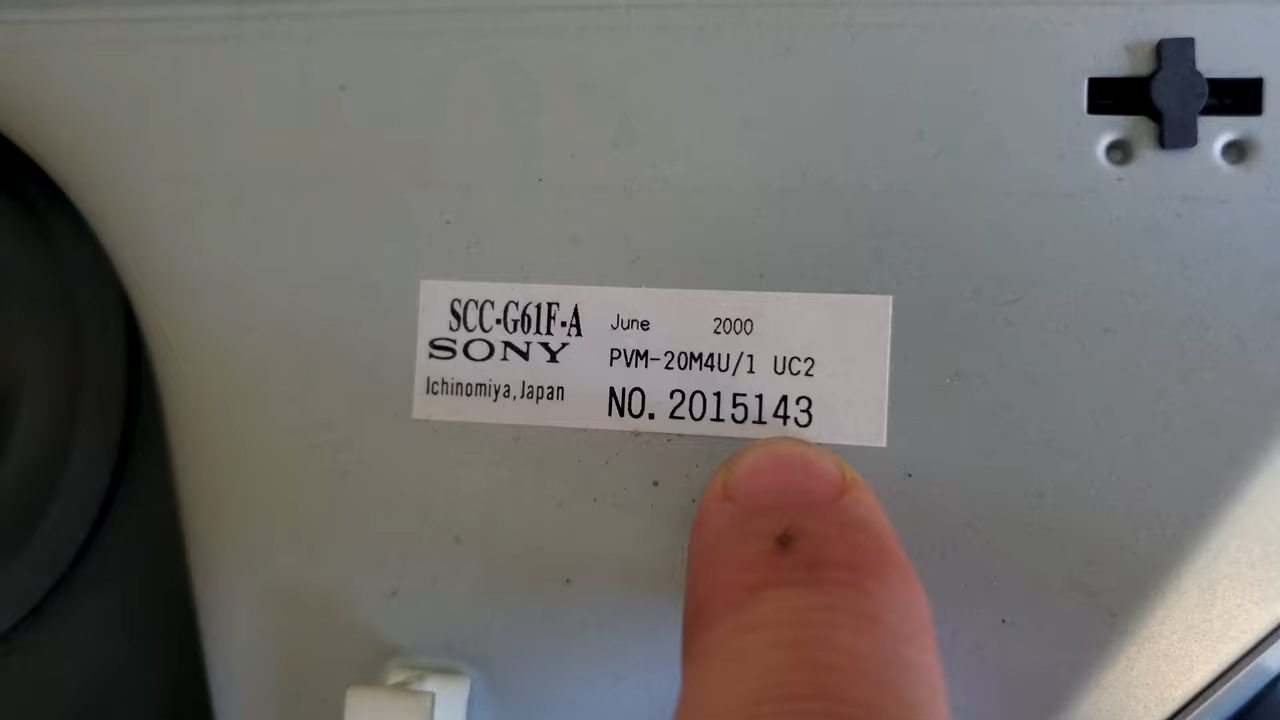 SCC-G61F-A June 2000
SONY PVM-20M4U/1 UC2
Ichinomiya, Japan NO. 2015143